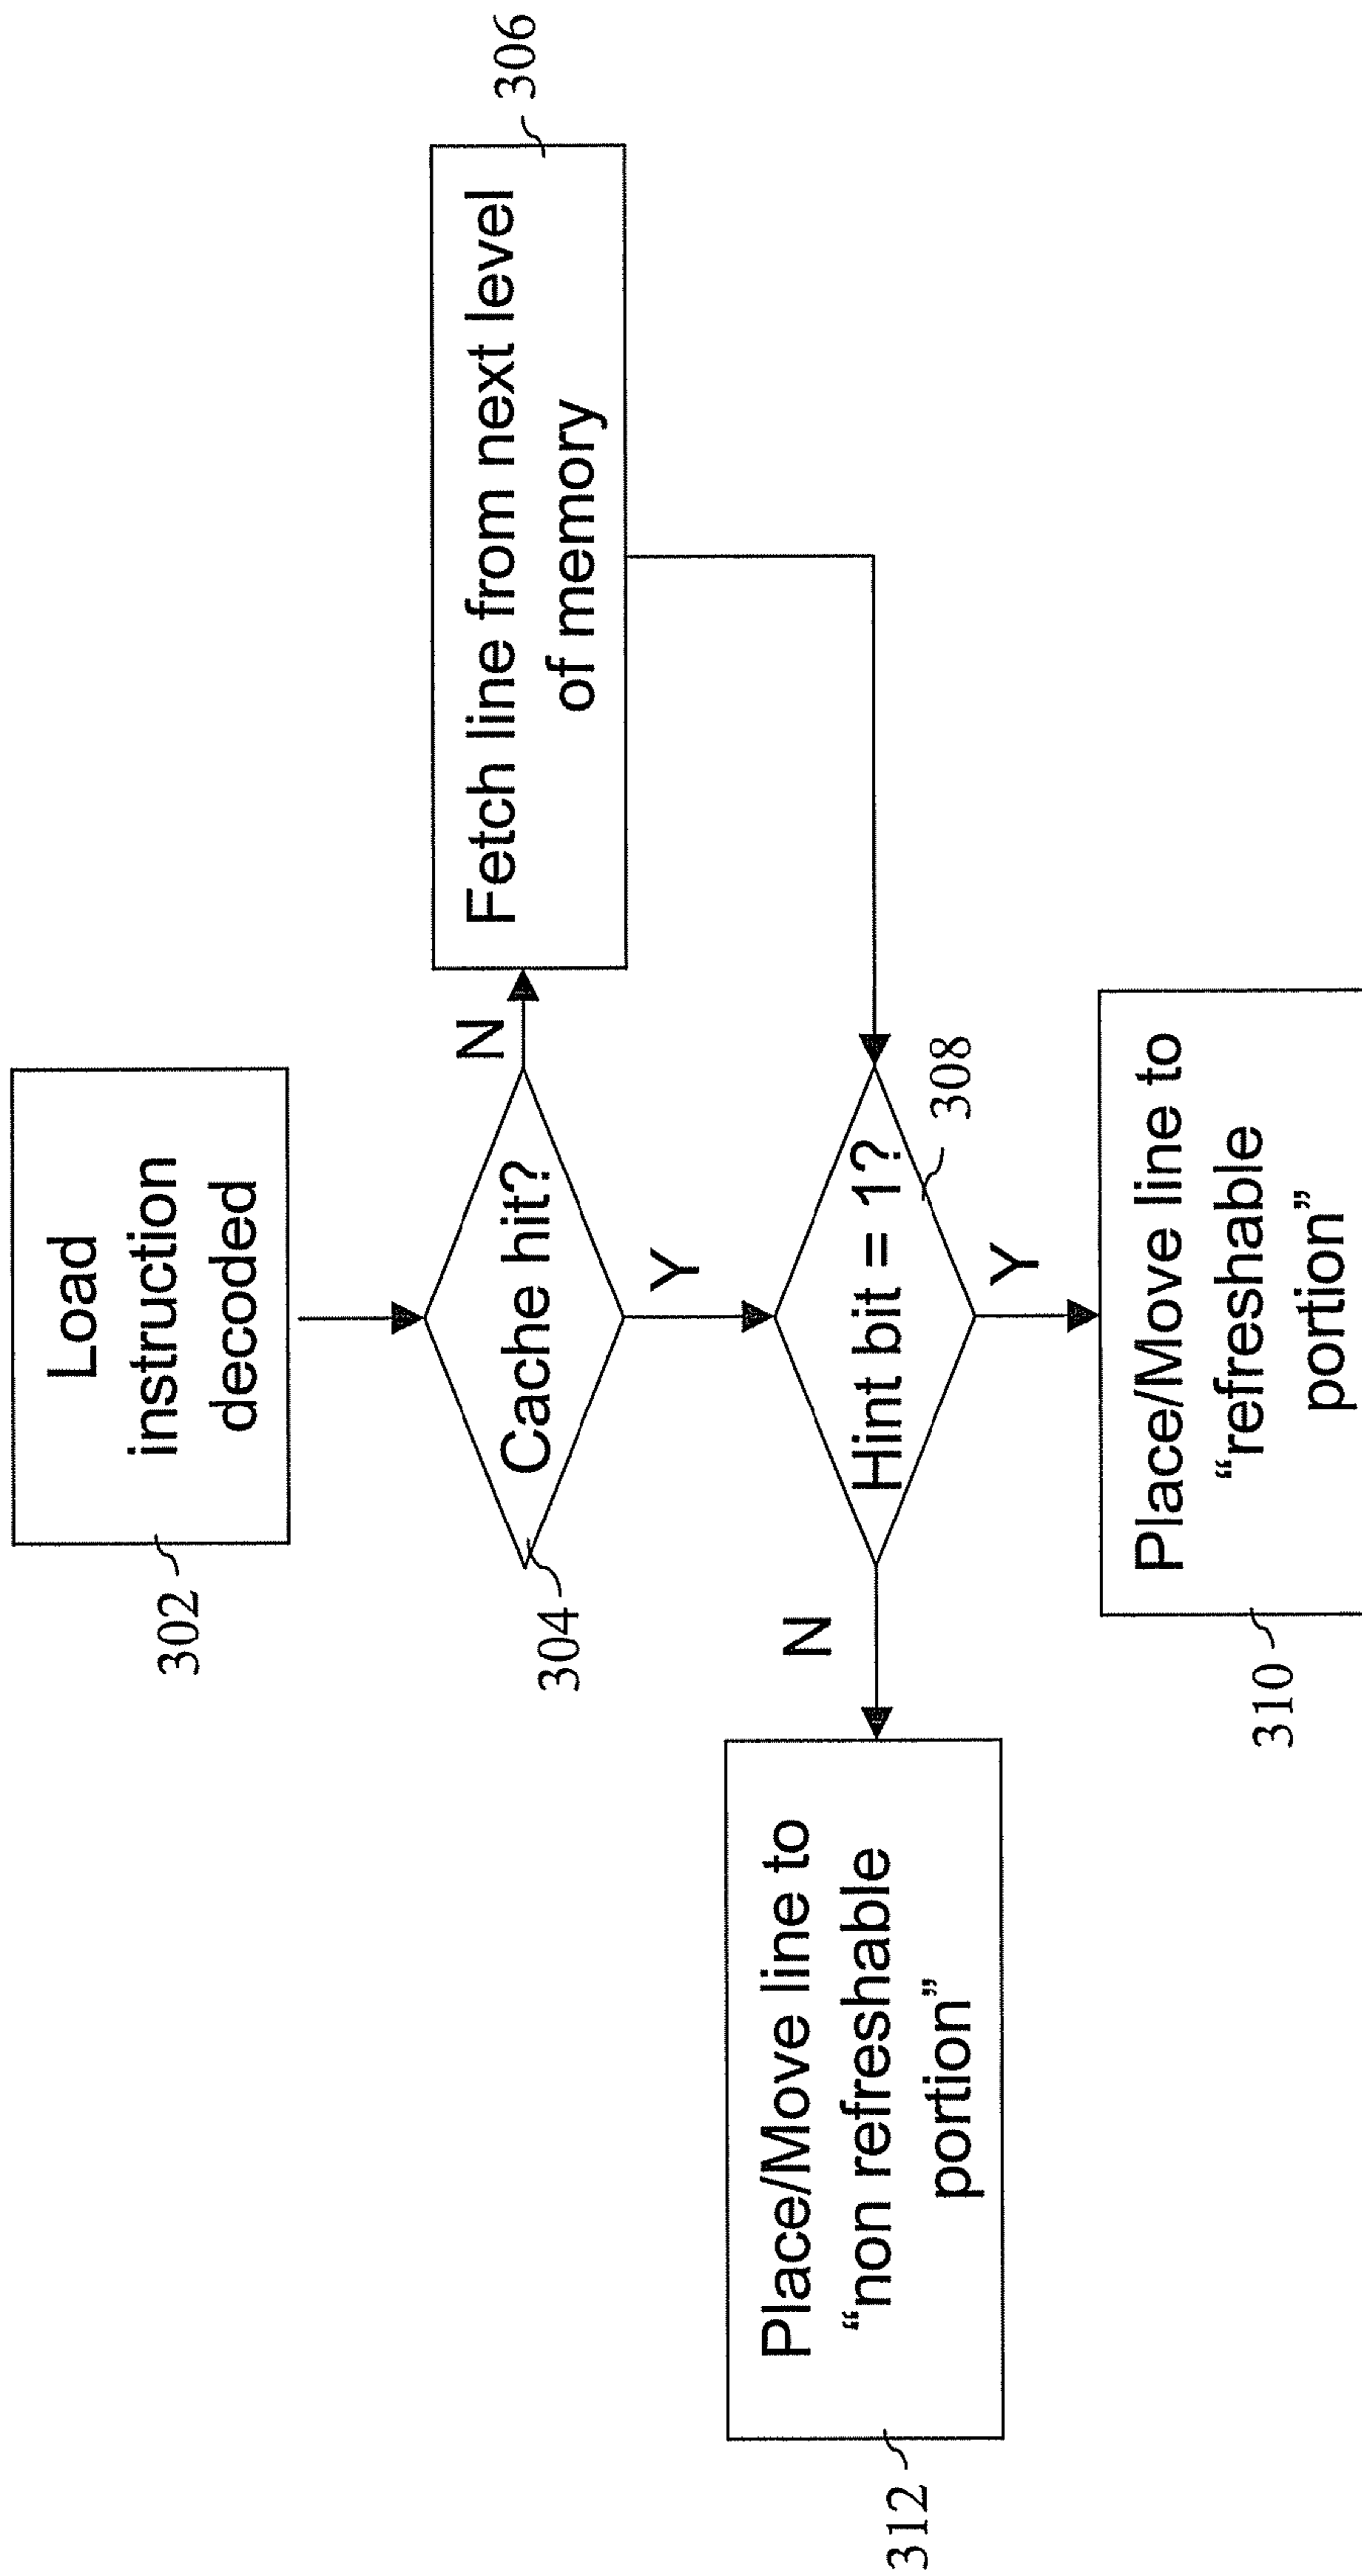 Load
instruction
decoded
302
Cache hit?
304
N
Fetch line from next level
of memory
306
Y
Hint bit = 1?
308
N
Place/Move line to
“non refreshable
portion”
312
Y
Place/Move line to
“refreshable
portion”
310